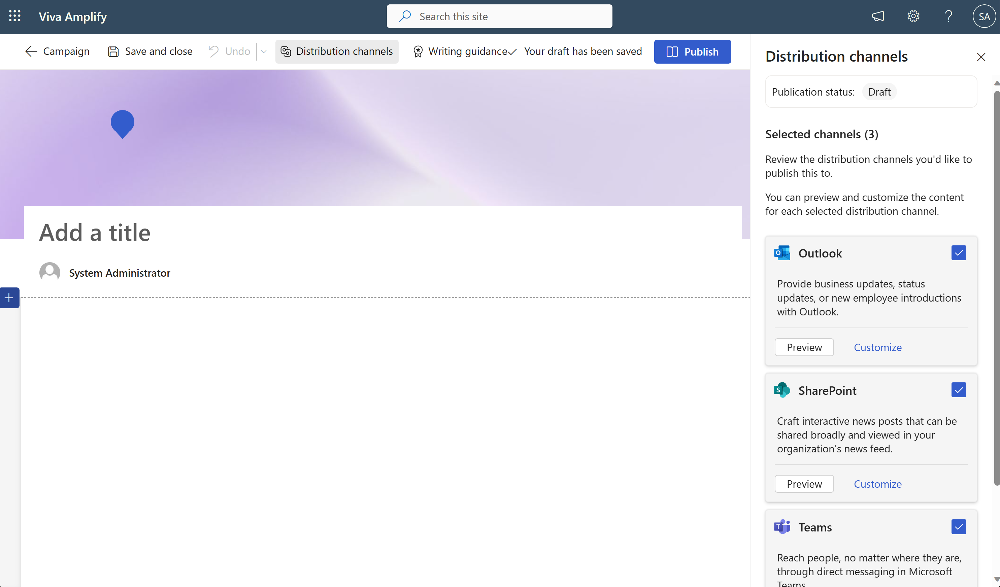 Viva Amplify
Search this site
SA
Campaign
Save and close
Undo
Distribution channels
Writing guidance
Your draft has been saved
Publish
Add a title
System Administrator
Distribution channels
Publication status: Draft
Selected channels (3)
Review the distribution channels you'd like to
publish this to.
You can preview and customize the content
for each selected distribution channel.
Outlook
Provide business updates, status
updates, or new employee introductions
with Outlook.
Preview
Customize
SharePoint
Craft interactive news posts that can be
shared broadly and viewed in your
organization's news feed.
Preview
Customize
Teams
Reach people, no matter where they are,
through direct messaging in Microsoft
Teams